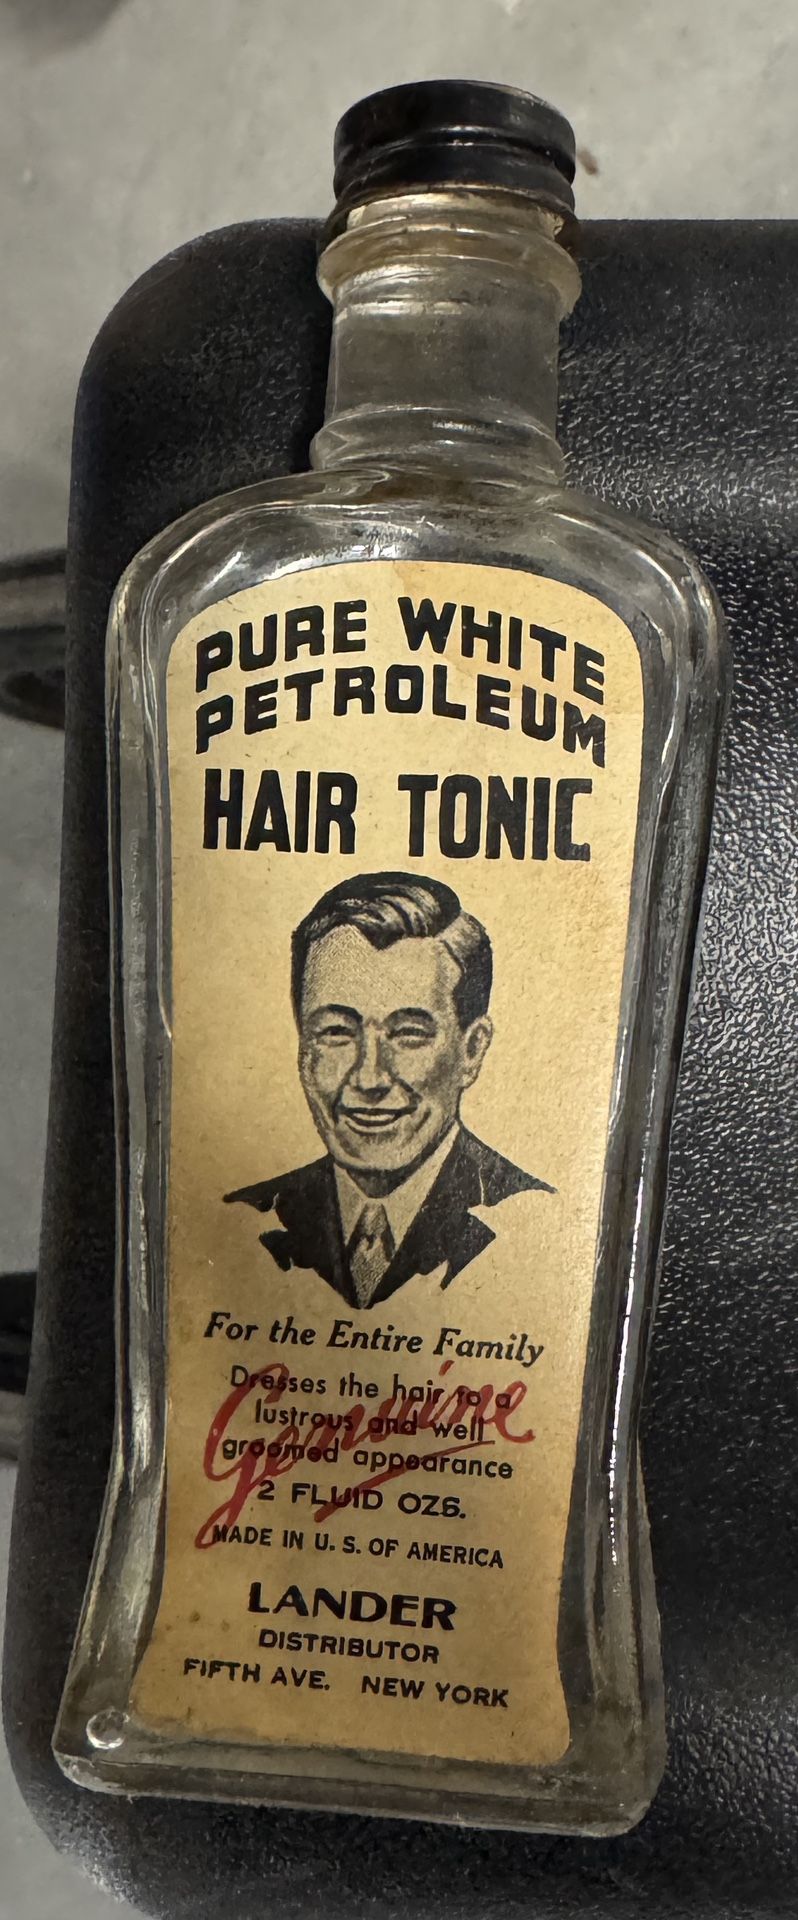 PURE WHITE
PETROLEUM
HAIR TONIC
For the Entire Family
Genuine
Dresses the hair to a
lustrous and well
groomed appearance
2 FLUID OZS.
MADE IN U. S. OF AMERICA
LANDER
DISTRIBUTOR
FIFTH AVE. NEW YORK